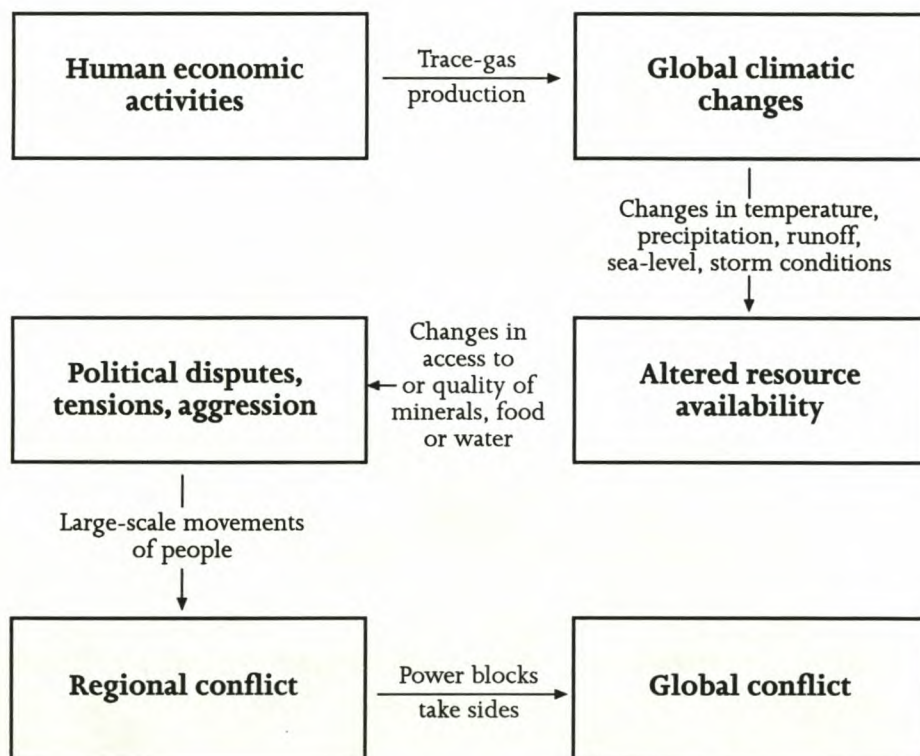 Human economic
activities
Trace-gas
production
Global climatic
changes
Changes in temperature,
precipitation, runoff,
sea-level, storm conditions
Altered resource
availability
Changes in
access to
or quality of
minerals, food
or water
Political disputes,
tensions, aggression
Large-scale movements
of people
Regional conflict
Power blocks
take sides
Global conflict